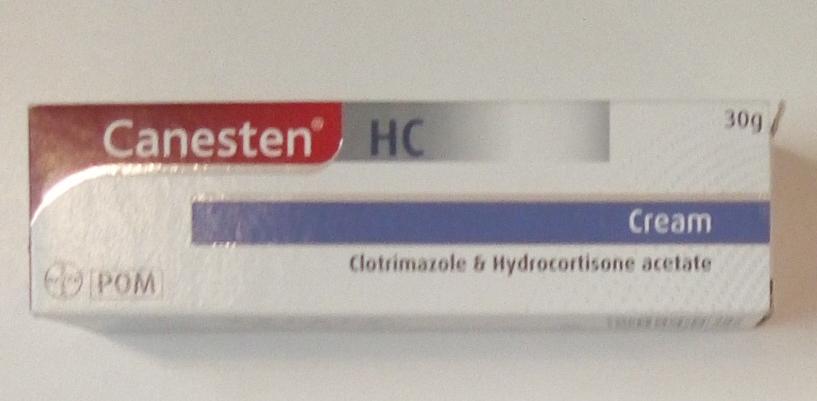 Canesten® HC
30g
Cream
Clotrimazole & Hydrocortisone acetate
POM